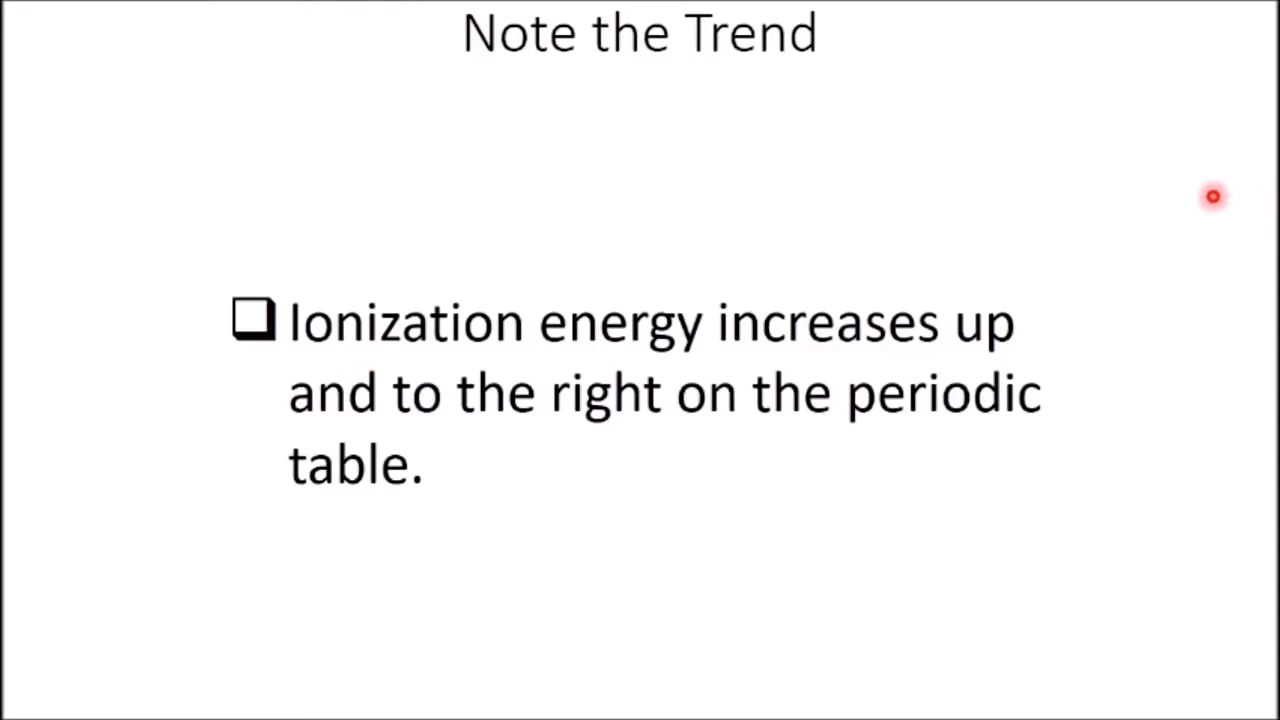 Note the Trend
Ionization energy increases up
and to the right on the periodic
table.